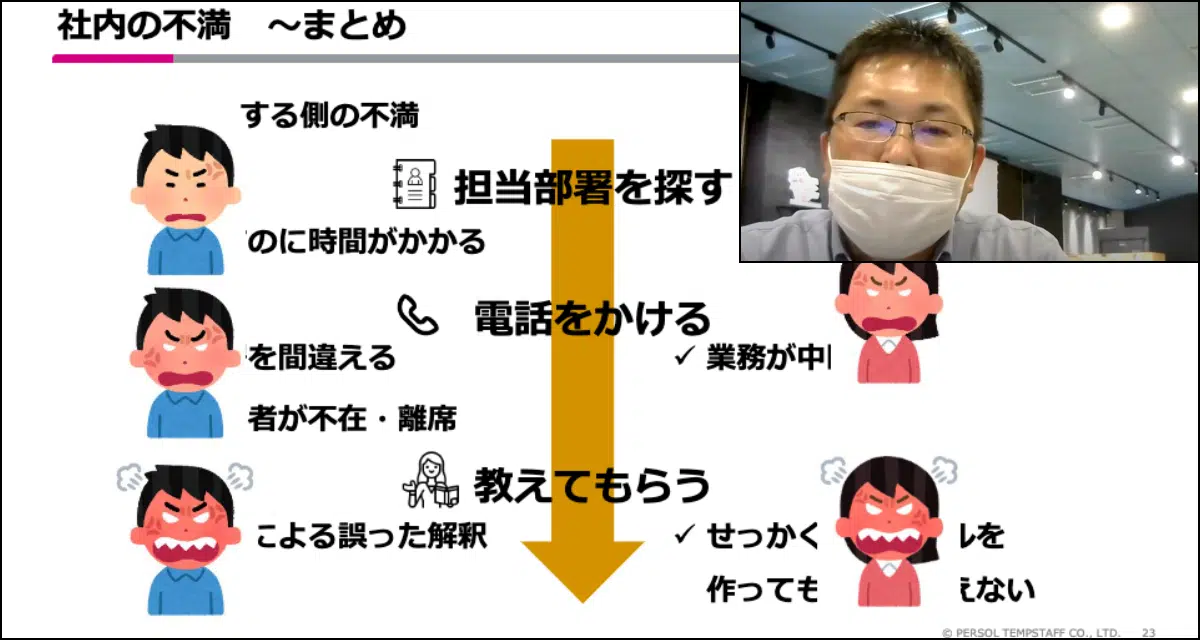 社内の不満 ～まとめ
する側の不満
担当部署を探す
のに時間がかかる
電話をかける
を間違える
✓ 業務が中
者が不在・離席
教えてもらう
による誤った解釈
✓ せっかく ルを
作っても えない
© PERSOL TEMPSTAFF CO., LTD. 23